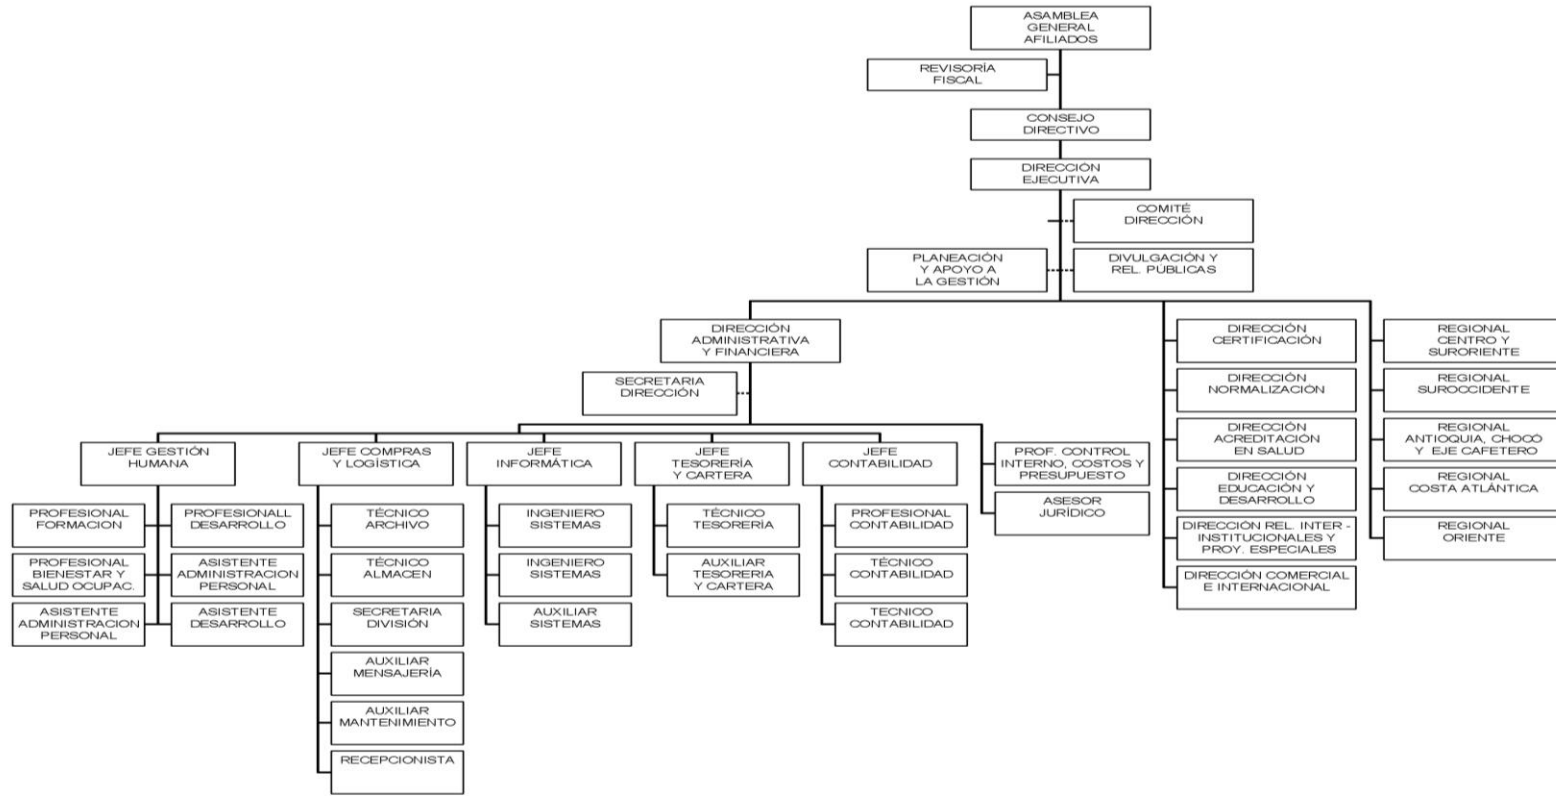 ASAMBLEA
GENERAL
AFILIADOS
REVISORÍA
FISCAL
CONSEJO
DIRECTIVO
DIRECCIÓN
EJECUTIVA
COMITÉ
DIRECCIÓN
PLANEACIÓN
Y APOYO A
LA GESTIÓN
DIVULGACIÓN Y
REL. PÚBLICAS
DIRECCIÓN
ADMINISTRATIVA
Y FINANCIERA
SECRETARIA
DIRECCIÓN
JEFE GESTIÓN
HUMANA
PROFESIONAL
FORMACION
PROFESIONALL
DESARROLLO
PROFESIONAL
BIENESTAR Y
SALUD OCUPAC.
ASISTENTE
ADMINISTRACION
PERSONAL
ASISTENTE
ADMINISTRACION
PERSONAL
ASISTENTE
DESARROLLO
JEFE COMPRAS
Y LOGÍSTICA
TÉCNICO
ARCHIVO
TÉCNICO
ALMACEN
SECRETARIA
DIVISIÓN
AUXILIAR
MENSAJERÍA
AUXILIAR
MANTENIMIENTO
RECEPCIONISTA
JEFE
INFORMÁTICA
INGENIERO
SISTEMAS
INGENIERO
SISTEMAS
AUXILIAR
SISTEMAS
JEFE
TESORERÍA
Y CARTERA
TÉCNICO
TESORERÍA
AUXILIAR
TESORERIA
Y CARTERA
JEFE
CONTABILIDAD
PROFESIONAL
CONTABILIDAD
TÉCNICO
CONTABILIDAD
TECNICO
CONTABILIDAD
PROF. CONTROL
INTERNO, COSTOS Y
PRESUPUESTO
ASESOR
JURÍDICO
DIRECCIÓN
CERTIFICACIÓN
DIRECCIÓN
NORMALIZACIÓN
DIRECCIÓN
ACREDITACIÓN
EN SALUD
DIRECCIÓN
EDUCACIÓN Y
DESARROLLO
DIRECCIÓN REL. INTER -
INSTITUCIONALES Y
PROY. ESPECIALES
DIRECCIÓN COMERCIAL
E INTERNACIONAL
REGIONAL
CENTRO Y
SURORIENTE
REGIONAL
SUROCCIDENTE
REGIONAL
ANTIOQUIA, CHOCÓ
Y EJE CAFETERO
REGIONAL
COSTA ATLÁNTICA
REGIONAL
ORIENTE